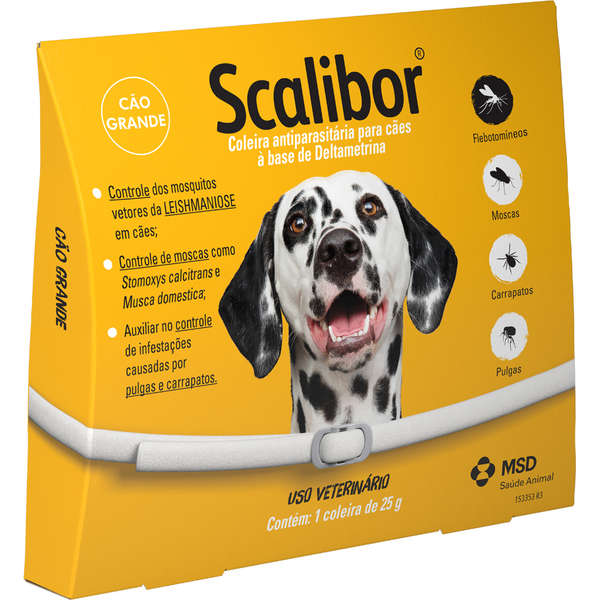 CÃO
GRANDE
Scalibor®
Coleira antiparasitária para cães
à base de Deltametrina
• Controle dos mosquitos
vetores da LEISHMANIOSE
em cães;
• Controle de moscas como
Stomoxys calcitrans e
Musca domestica;
• Auxiliar no controle
de infestações
causadas por
pulgas e carrapatos.
Flebotomíneos
Moscas
Carrapatos
Pulgas
CÃO GRANDE
USO VETERINÁRIO
Contém: 1 coleira de 25 g
MSD
Saúde Animal
153353 R3